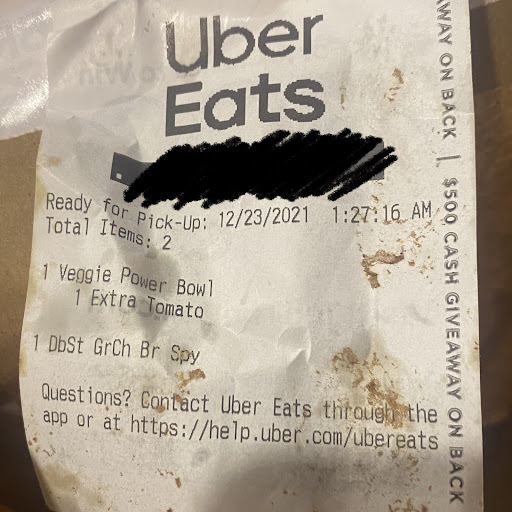 Uber
Eats
Ready for Pick-Up: 12/23/2021 1:27:16 AM
Total Items: 2
1 Veggie Power Bowl
1 Extra Tomato
1 DbSt GrCh Br Spy
Questions? Contact Uber Eats through the
app or at https://help.uber.com/ubereats
AWAY ON BACK | $500 CASH GIVEAWAY ON BACK